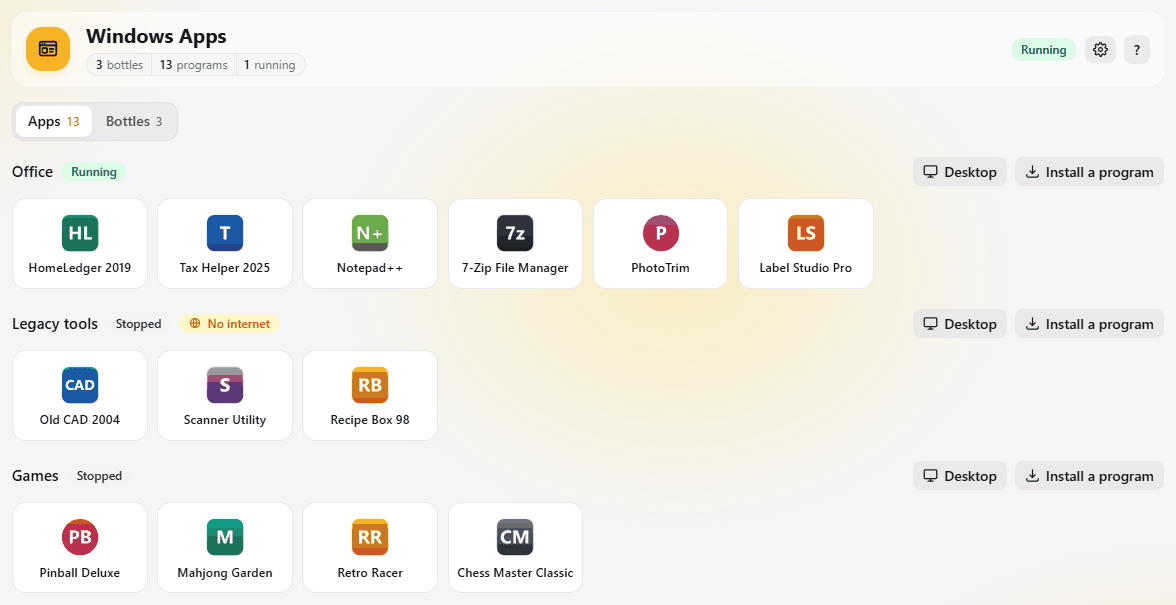 Windows Apps
3 bottles 13 programs 1 running
Running ?
Apps 13 Bottles 3
Office Running Desktop Install a program
HL T N+ 7z P LS
HomeLedger 2019 Tax Helper 2025 Notepad++ 7-Zip File Manager PhotoTrim Label Studio Pro
Legacy tools Stopped No internet Desktop Install a program
CAD S RB
Old CAD 2004 Scanner Utility Recipe Box 98
Games Stopped Desktop Install a program
PB M RR CM
Pinball Deluxe Mahjong Garden Retro Racer Chess Master Classic